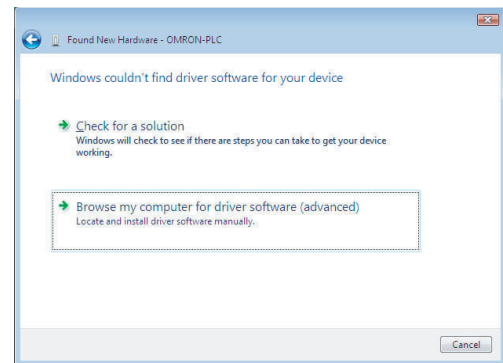 Found New Hardware - OMRON-PLC
Windows couldn't find driver software for your device
Check for a solution
Windows will check to see if there are steps you can take to get your device
working.
Browse my computer for driver software (advanced)
Locate and install driver software manually.
Cancel